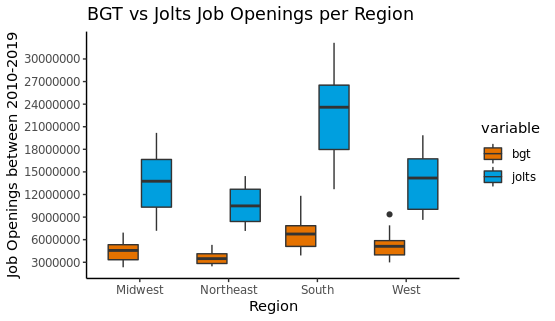 BGT vs Jolts Job Openings per Region
Job Openings between 2010-2019
30000000
27000000
24000000
21000000
18000000
15000000
12000000
9000000
6000000
3000000
Midwest
Northeast
South
West
Region
variable
bgt
jolts